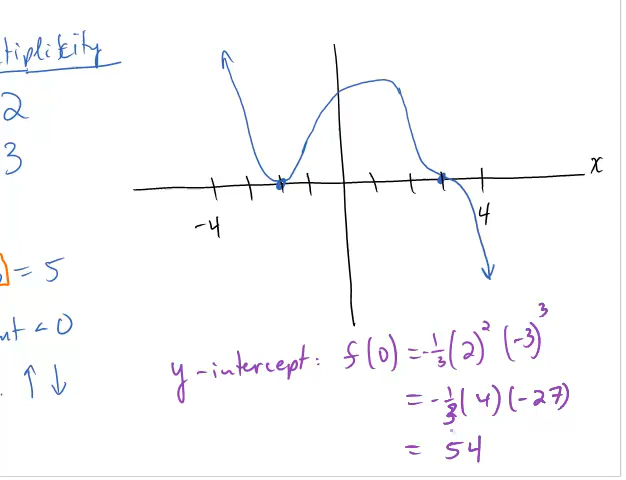 tiplicity
2
3
x
-4
4
= 5
nt < 0
. ↑↓
y-intercept: f(0) = -1/3(2)²(-3)³
= -1/3(4)(-27)
= 54